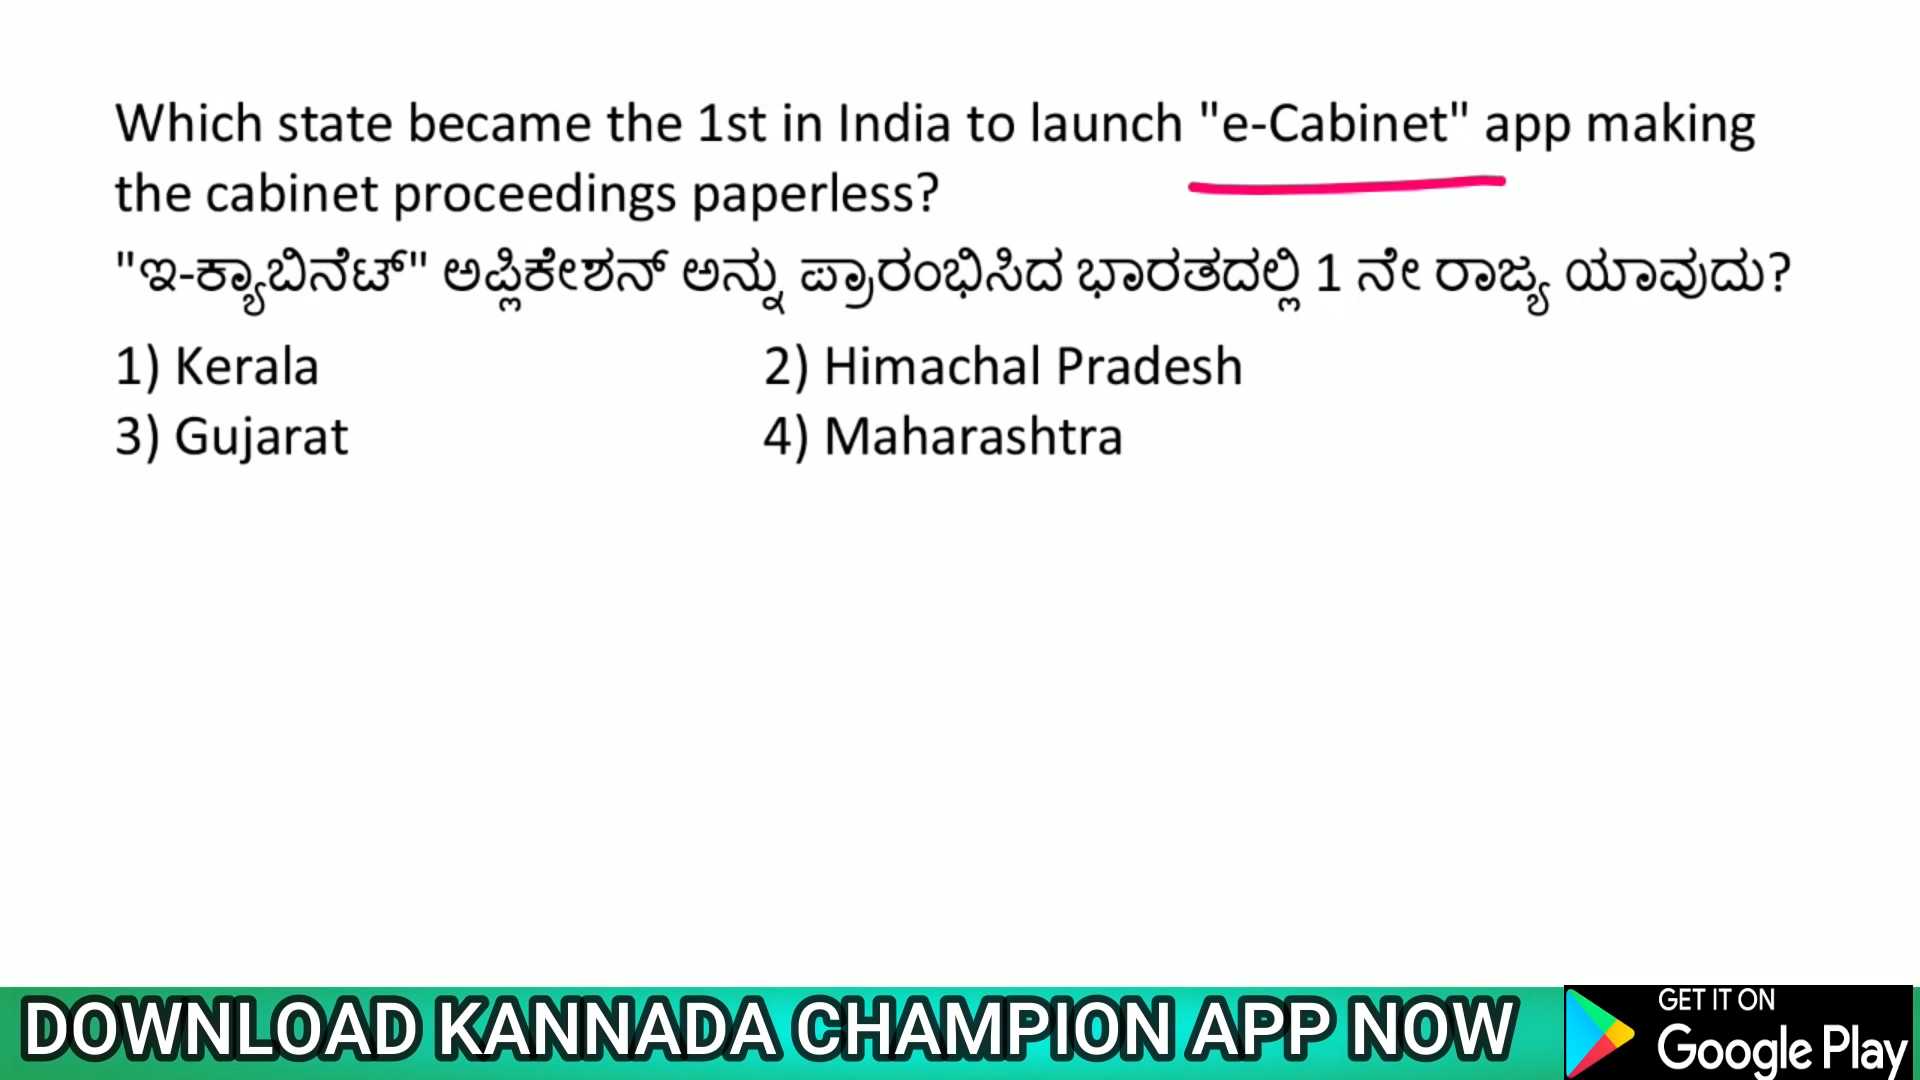 Which state became the 1st in India to launch "e-Cabinet" app making
the cabinet proceedings paperless?
"ಇ-ಕ್ಯಾಬಿನೆಟ್" ಅಪ್ಲಿಕೇಶನ್ ಅನ್ನು ಪ್ರಾರಂಭಿಸಿದ ಭಾರತದಲ್ಲಿ 1 ನೇ ರಾಜ್ಯ ಯಾವುದು?
1) Kerala 2) Himachal Pradesh
3) Gujarat 4) Maharashtra
DOWNLOAD KANNADA CHAMPION APP NOW
GET IT ON
Google Play